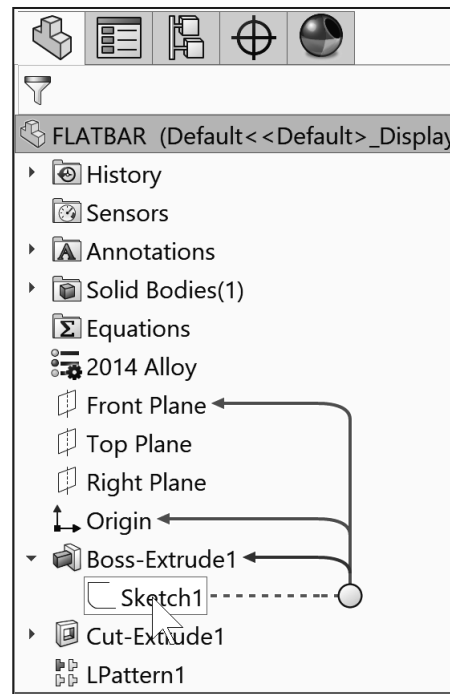 FLATBAR (Default<<Default>_Display
History
Sensors
Annotations
Solid Bodies(1)
Equations
2014 Alloy
Front Plane
Top Plane
Right Plane
Origin
Boss-Extrude1
Sketch1
Cut-Extrude1
LPattern1